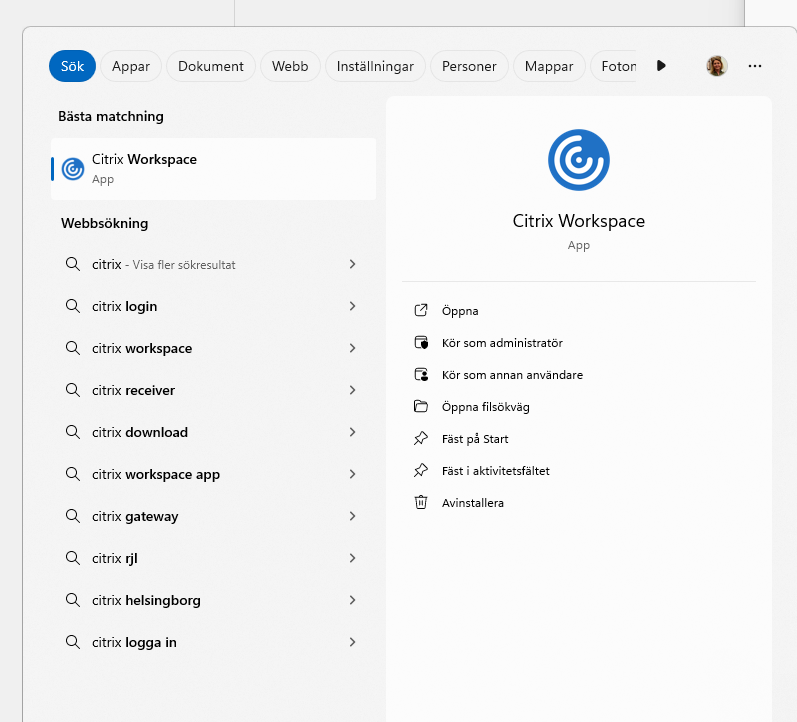 Sök
Appar
Dokument
Webb
Inställningar
Personer
Mappar
Foton
Bästa matchning
Citrix Workspace
App
Webbsökning
citrix - Visa fler sökresultat
citrix login
citrix workspace
citrix receiver
citrix download
citrix workspace app
citrix gateway
citrix rjl
citrix helsingborg
citrix logga in
Citrix Workspace
App
Öppna
Kör som administratör
Kör som annan användare
Öppna filsökväg
Fäst på Start
Fäst i aktivitetsfältet
Avinstallera